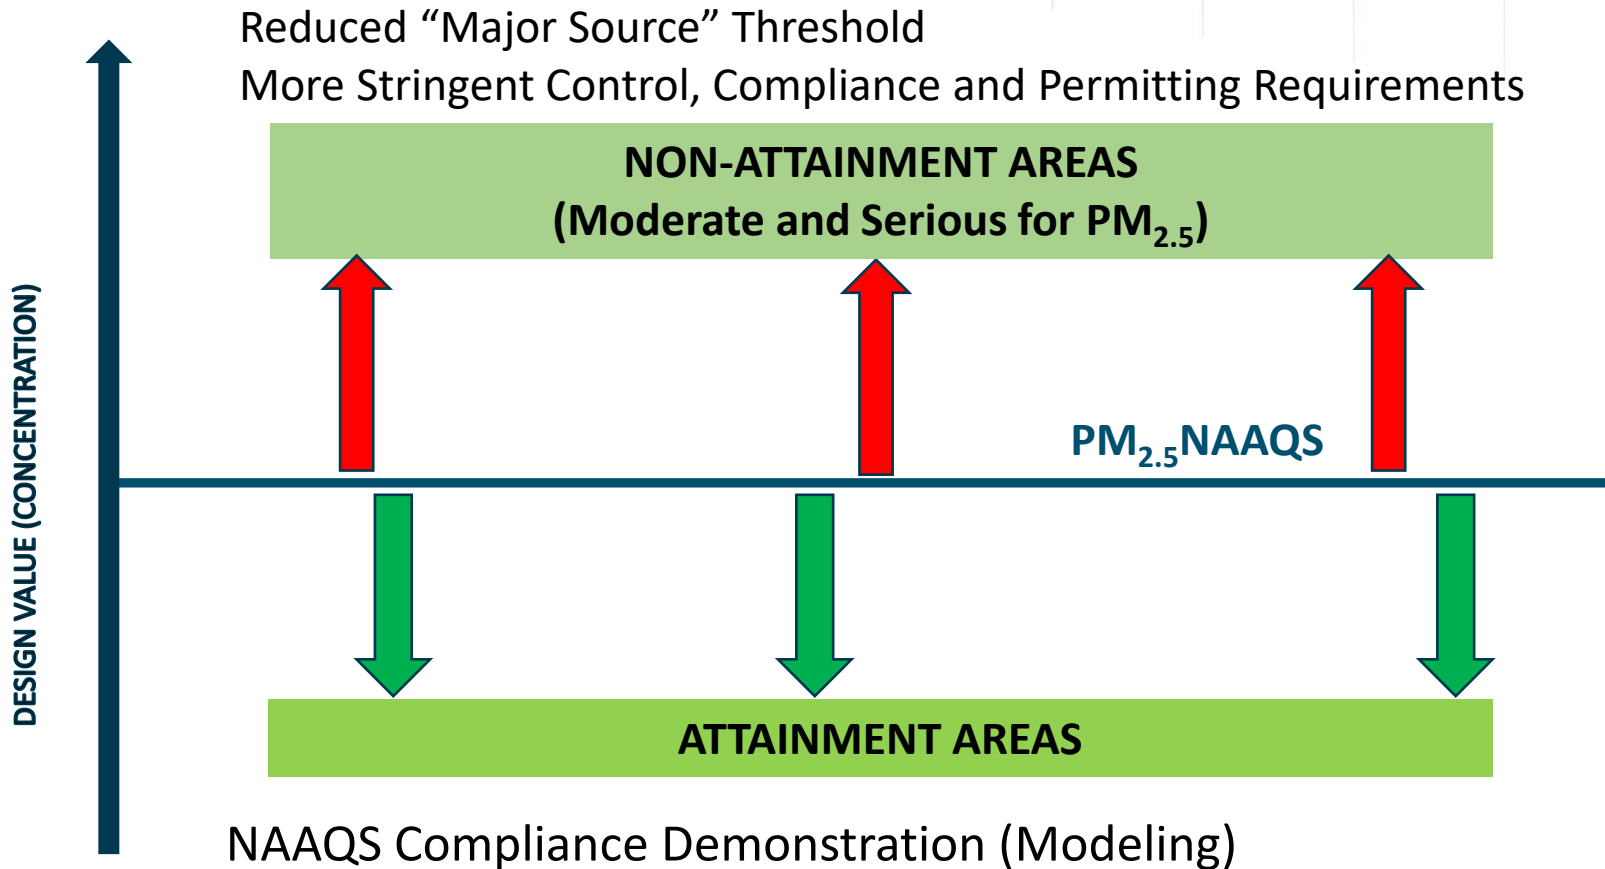 Reduced “Major Source” Threshold
More Stringent Control, Compliance and Permitting Requirements
NON-ATTAINMENT AREAS
(Moderate and Serious for PM2.5)
DESIGN VALUE (CONCENTRATION)
PM2.5NAAQS
ATTAINMENT AREAS
NAAQS Compliance Demonstration (Modeling)